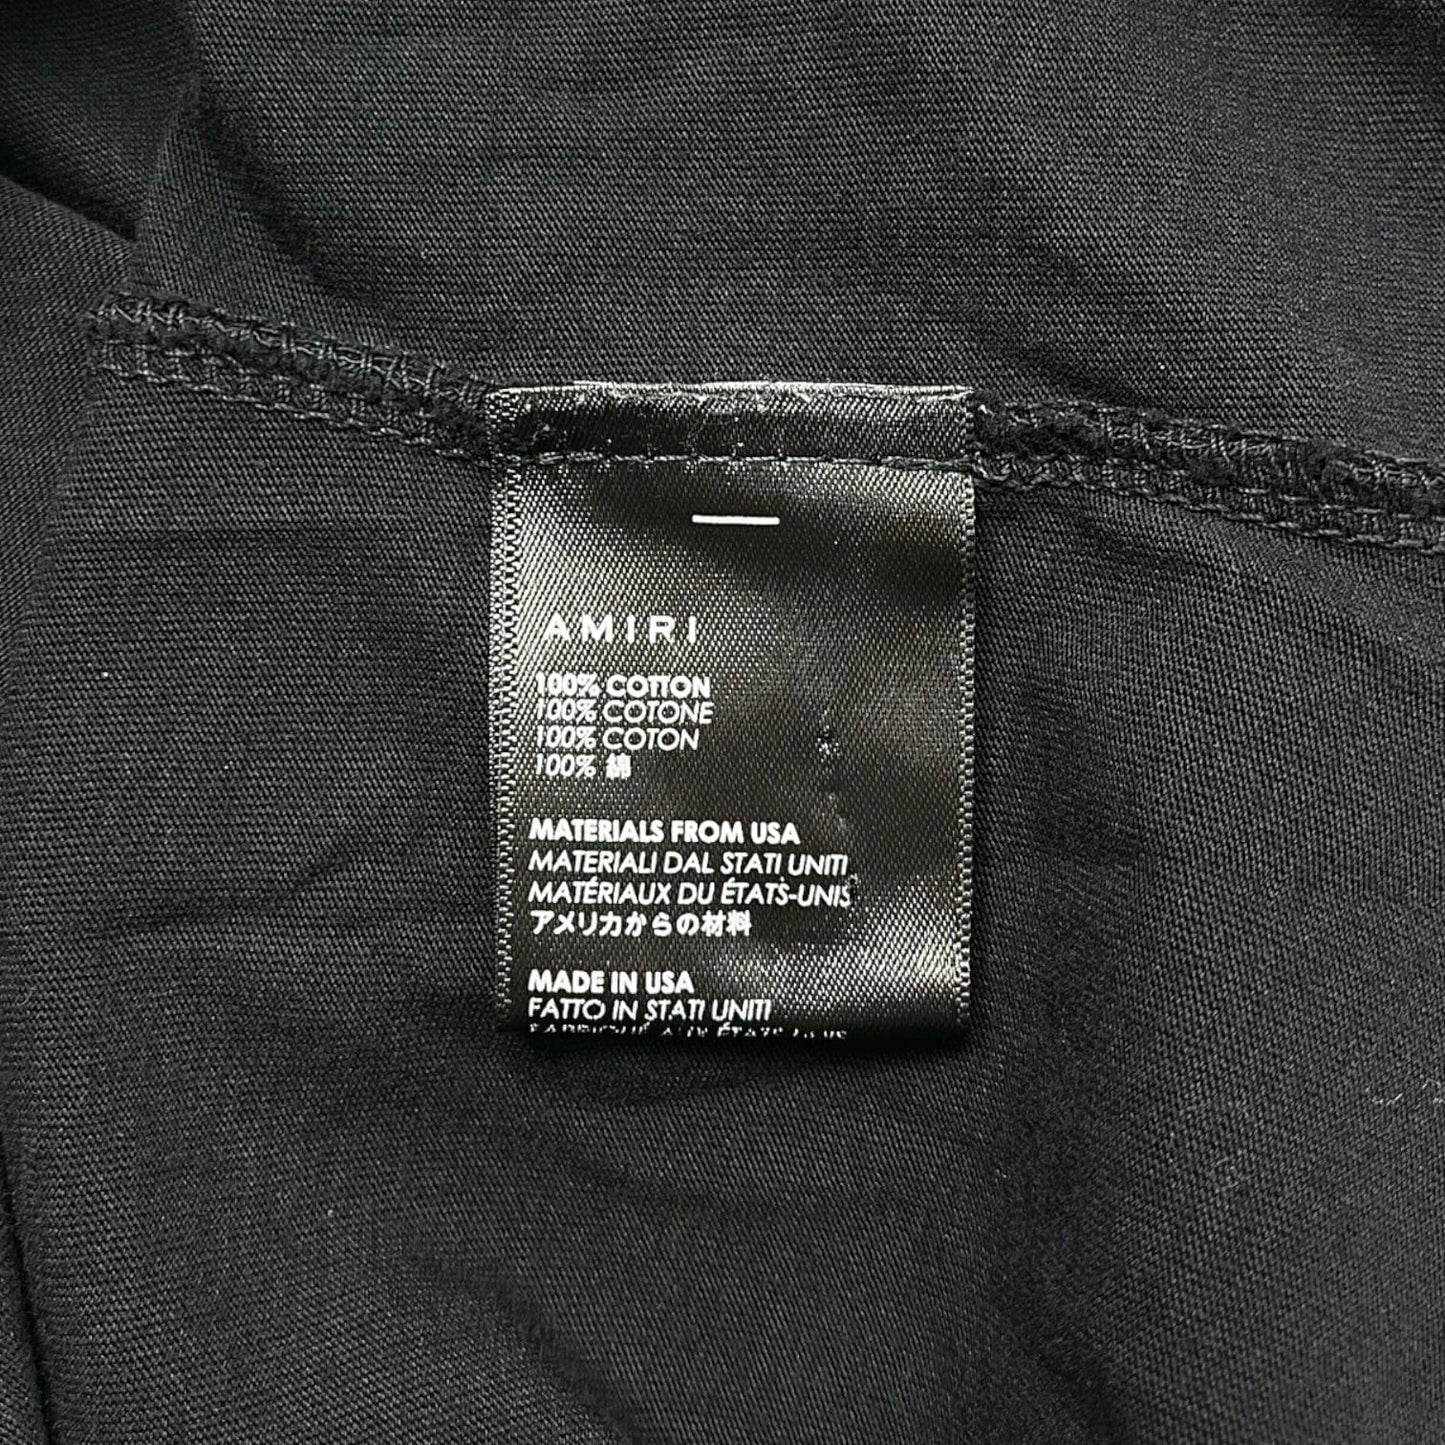 AMIRI
100% COTTON
100% COTONE
100% COTON
100% 綿
MATERIALS FROM USA
MATERIALI DAL STATI UNITI
MATÉRIAUX DU ÉTATS-UNIS
アメリカからの材料
MADE IN USA
FATTO IN STATI UNITI